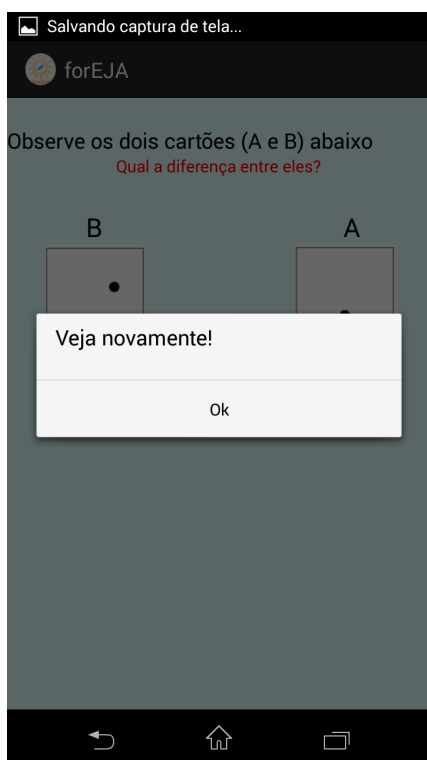 Salvando captura de tela...
forEJA
Observe os dois cartões (A e B) abaixo
Qual a diferença entre eles?
B A
Veja novamente!
Ok